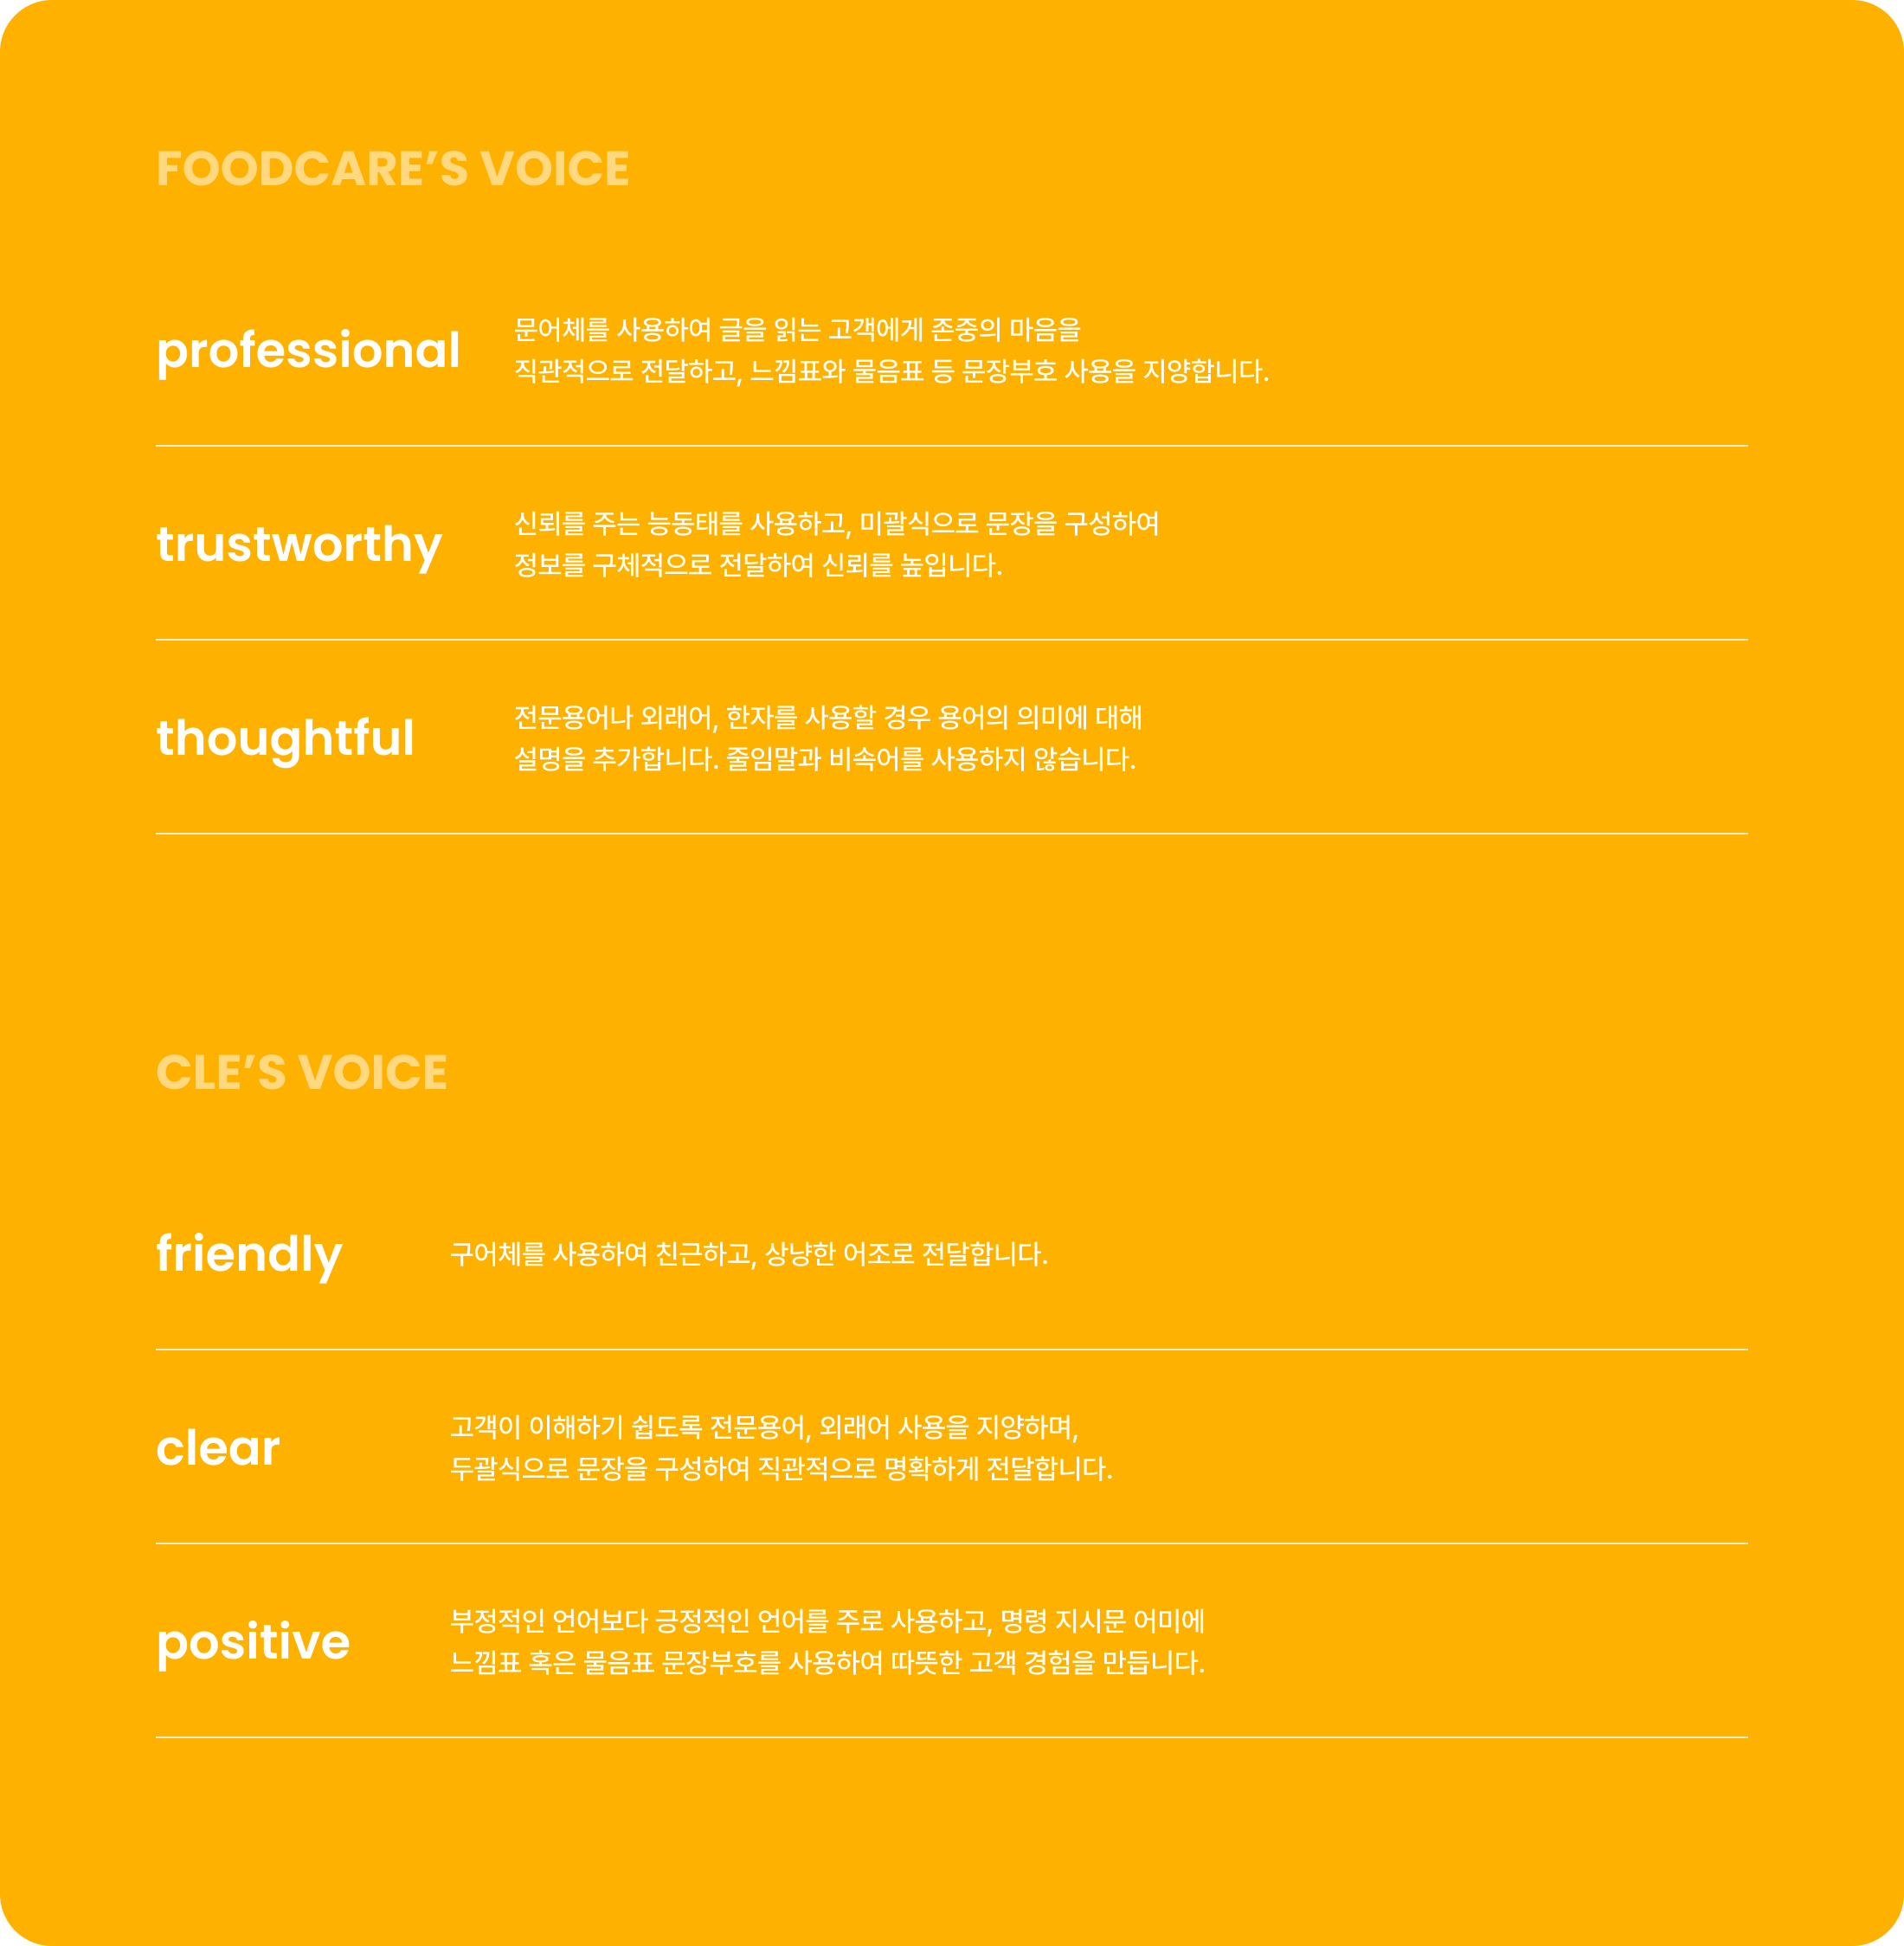 FOODCARE’S VOICE
professional
문어체를 사용하여 글을 읽는 고객에게 존중의 마음을
직관적으로 전달하고, 느낌표와 물음표 등 문장부호 사용을 지양합니다.
trustworthy
신뢰를 주는 능동태를 사용하고, 미괄식으로 문장을 구성하여
정보를 구체적으로 전달하여 신뢰를 높입니다.
thoughtful
전문용어나 외래어, 한자를 사용할 경우 용어의 의미에 대해
설명을 추가합니다. 줄임말과 비속어를 사용하지 않습니다.
CLE’S VOICE
friendly
구어체를 사용하여 친근하고, 상냥한 어조로 전달합니다.
clear
고객이 이해하기 쉽도록 전문용어, 외래어 사용을 지양하며,
두괄식으로 문장을 구성하여 직관적으로 명확하게 전달합니다.
positive
부정적인 언어보다 긍정적인 언어를 주로 사용하고, 명령 지시문 어미에
느낌표 혹은 물음표 문장부호를 사용하여 따뜻한 고객 경험을 만듭니다.